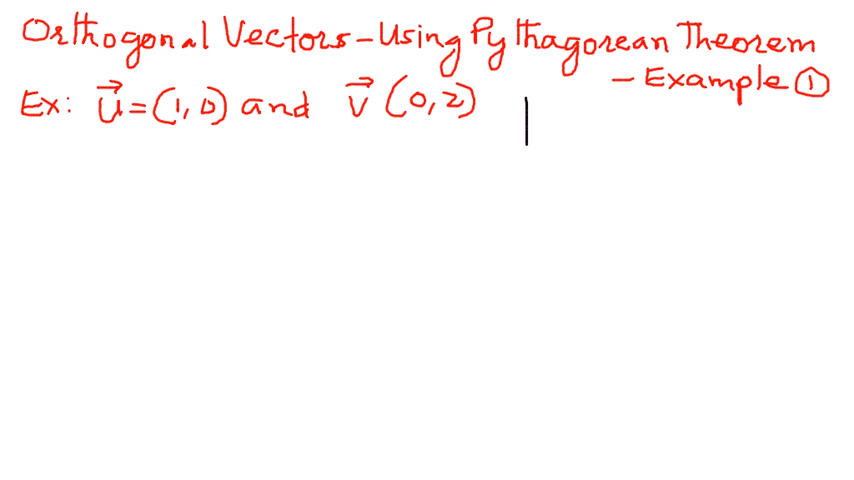 Orthogonal Vectors - Using Pythagorean Theorem
- Example ①
Ex: u⃗ = (1, 0) and v⃗ (0, 2)